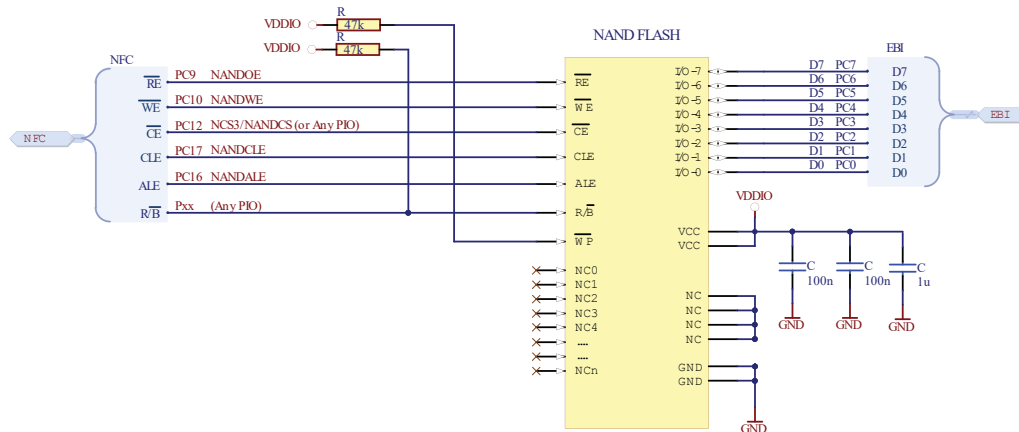 R
VDDIO 47k
R
VDDIO 47k
NAND FLASH
NFC
EBI
NFC
RE PC9 NANDOE RE
WE PC10 NANDWE WE
CE PC12 NCS3/NANDCS (or Any PIO) CE
CLE PC17 NANDCLE CLE
ALE PC16 NANDALE ALE
R/B Pxx (Any PIO) R/B
WP
NC0
NC1
NC2
NC3
NC4
....
....
NCn
I/O-7 D7 PC7 D7
I/O-6 D6 PC6 D6
I/O-5 D5 PC5 D5
I/O-4 D4 PC4 D4
I/O-3 D3 PC3 D3
I/O-2 D2 PC2 D2
I/O-1 D1 PC1 D1
I/O-0 D0 PC0 D0
EBI
VDDIO
VCC
VCC
C
100n
C
100n
C
1u
GND
GND
GND
NC
NC
NC
NC
GND
GND
GND